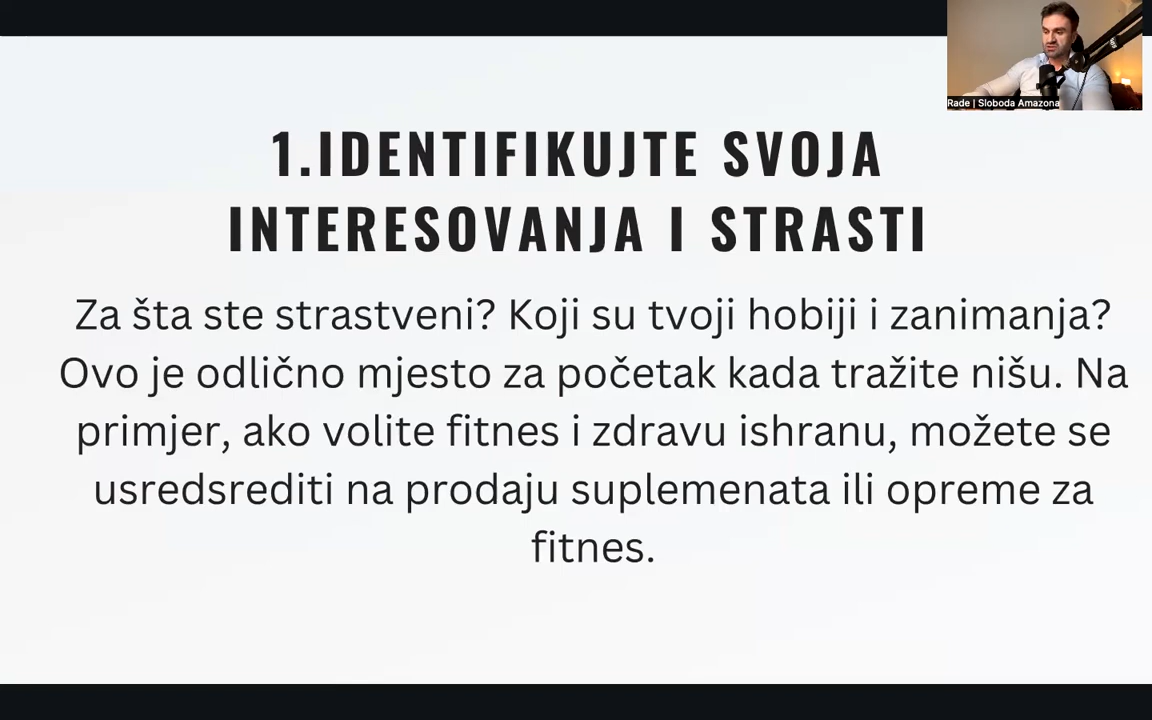 Rade | Sloboda Amazona
1.IDENTIFIKUJTE SVOJA
INTERESOVANJA I STRASTI
Za šta ste strastveni? Koji su tvoji hobiji i zanimanja?
Ovo je odlično mjesto za početak kada tražite nišu. Na
primjer, ako volite fitnes i zdravu ishranu, možete se
usredsrediti na prodaju suplemenata ili opreme za
fitnes.